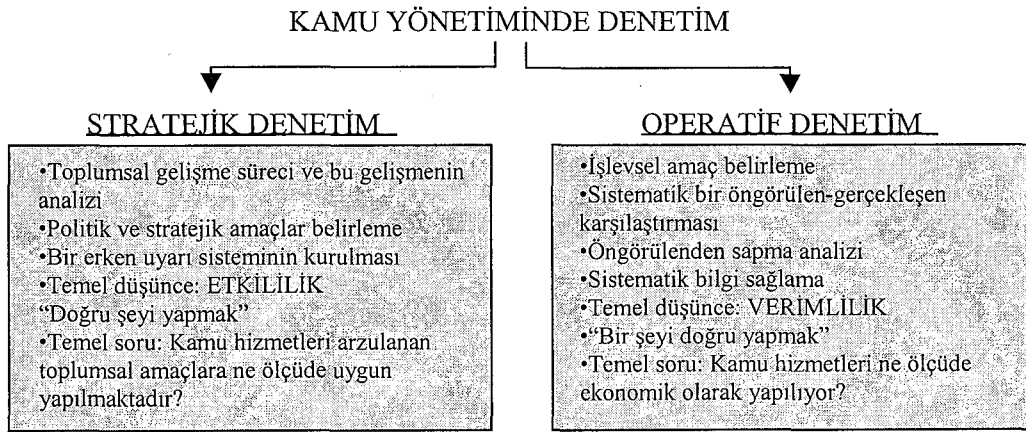 KAMU YÖNETİMİNDE DENETİM
STRATEJİK DENETİM
•Toplumsal gelişme süreci ve bu gelişmenin
analizi
•Politik ve stratejik amaçlar belirleme
•Bir erken uyarı sisteminin kurulması
•Temel düşünce: ETKİLİLİK
“Doğru şeyi yapmak”
•Temel soru: Kamu hizmetleri arzulanan
toplumsal amaçlara ne ölçüde uygun
yapılmaktadır?
OPERATİF DENETİM
•İşlevsel amaç belirleme
•Sistematik bir öngörülen-gerçekleşen
karşılaştırması
•Öngörülenden sapma analizi
•Sistematik bilgi sağlama
•Temel düşünce: VERİMLİLİK
•“Bir şeyi doğru yapmak”
•Temel soru: Kamu hizmetleri ne ölçüde
ekonomik olarak yapılıyor?